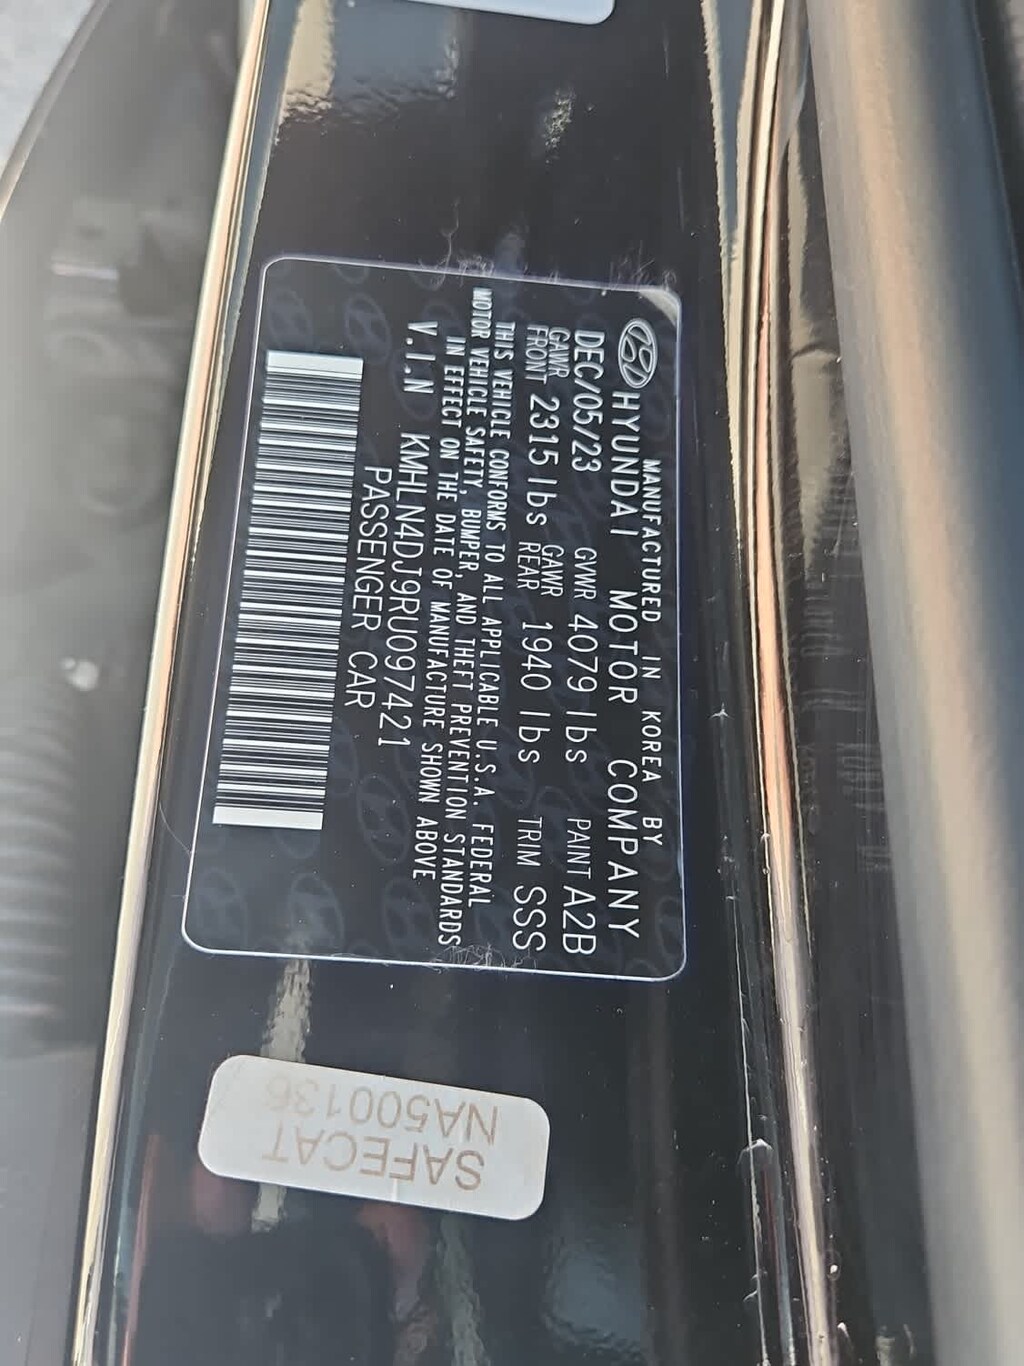 MANUFACTURED IN KOREA BY
HYUNDAI MOTOR COMPANY
DEC/05/23 GVWR 4079 lbs PAINT A2B
GAWR FRONT 2315 lbs GAWR REAR 1940 lbs TRIM SSS
THIS VEHICLE CONFORMS TO ALL APPLICABLE U.S.A. FEDERAL
MOTOR VEHICLE SAFETY, BUMPER, AND THEFT PREVENTION STANDARDS
IN EFFECT ON THE DATE OF MANUFACTURE SHOWN ABOVE
V.I.N KMHLN4DJ9RU097421
PASSENGER CAR
SAFECAT
NA500136